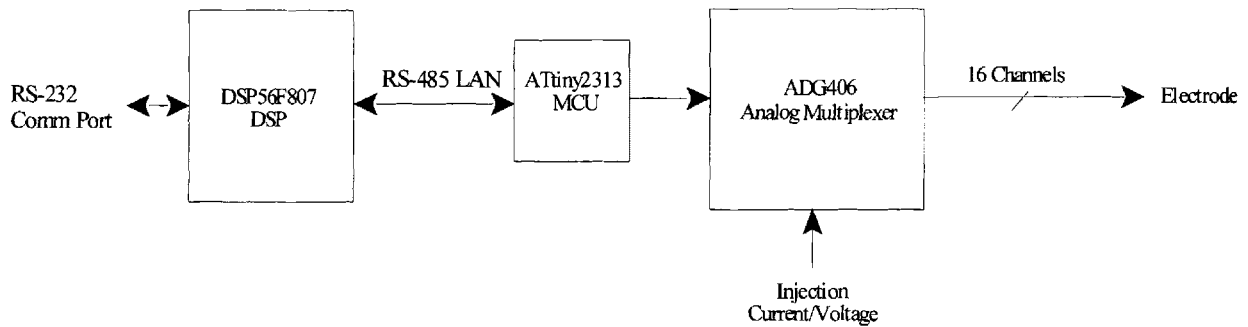 RS-232
Comm Port
DSP56F807
DSP
RS-485 LAN
ATtiny2313
MCU
ADG406
Analog Multiplexer
16 Channels
Electrode
Injection
Current/Voltage